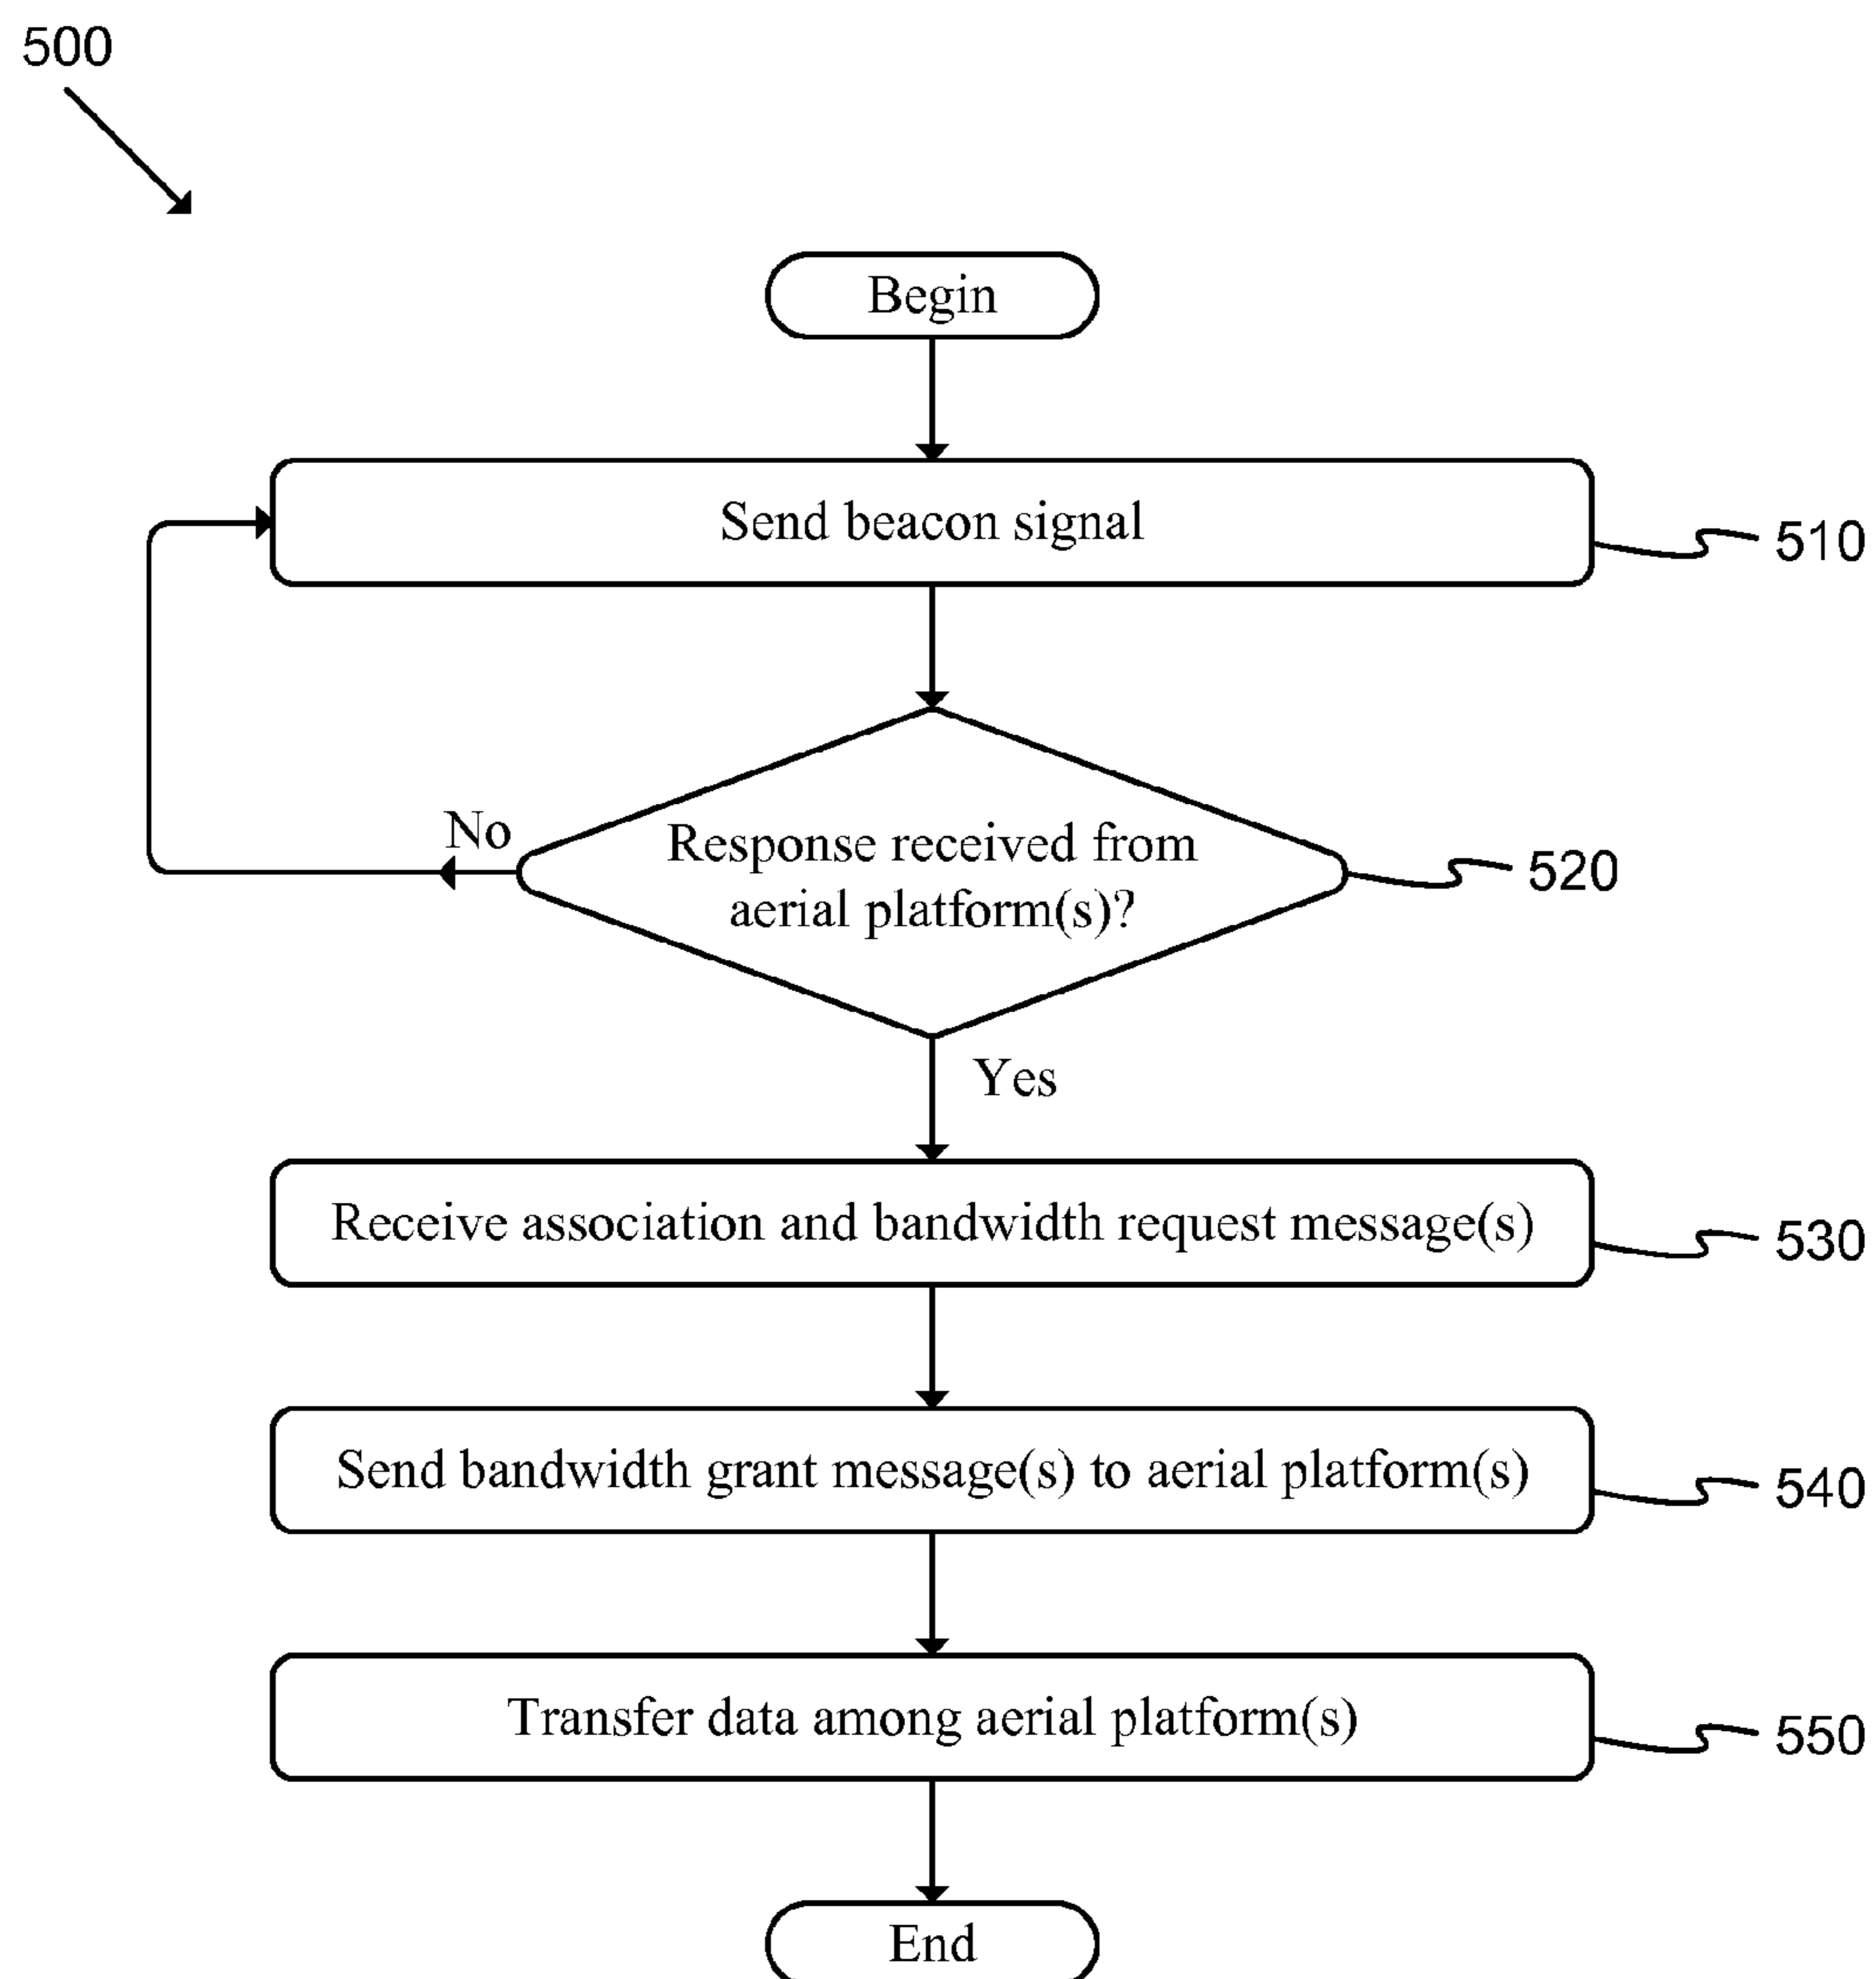 500
Begin
Send beacon signal
510
No
Response received from
aerial platform(s)?
520
Yes
Receive association and bandwidth request message(s)
530
Send bandwidth grant message(s) to aerial platform(s)
540
Transfer data among aerial platform(s)
550
End